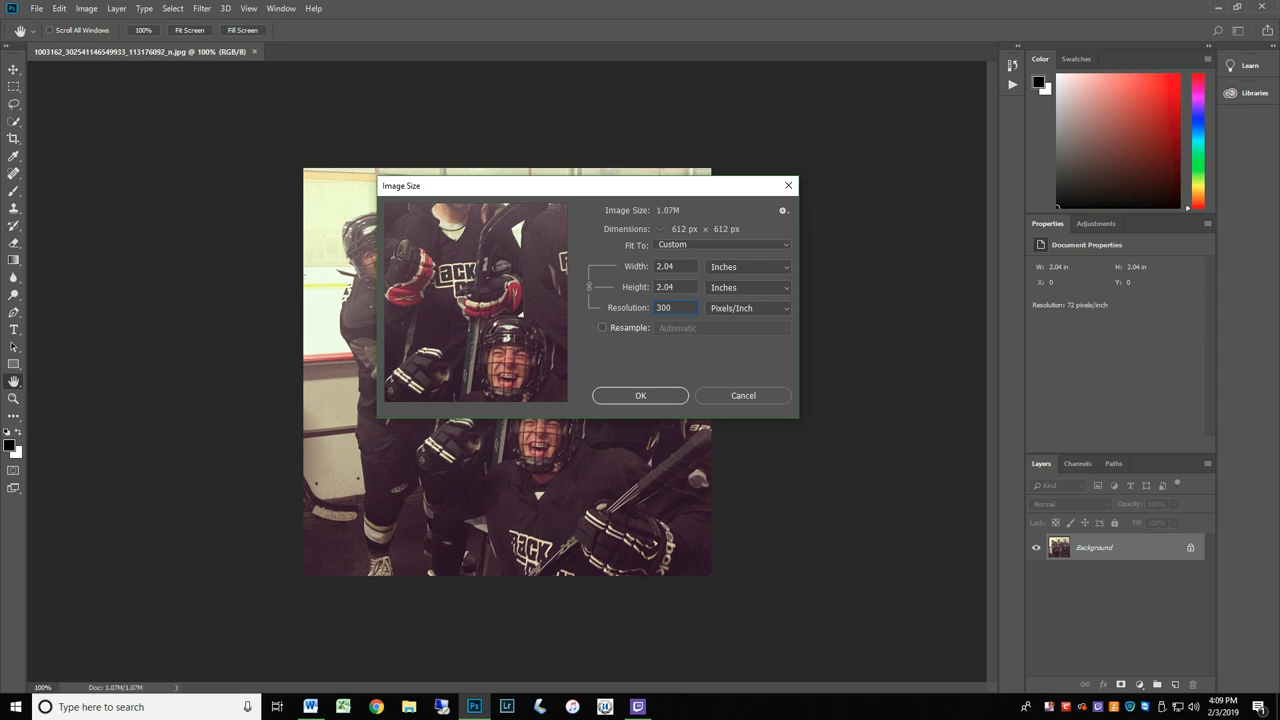 Ps File Edit Image Layer Type Select Filter 3D View Window Help
Scroll All Windows 100% Fit Screen Fill Screen
1003162_302541146549933_113176092_n.jpg @ 100% (RGB/8) ×
Color Swatches
Learn
Libraries
Image Size
Image Size: 1.07M
Dimensions: 612 px × 612 px
Fit To: Custom
Width: 2.04 Inches
Height: 2.04 Inches
Resolution: 300 Pixels/Inch
Resample: Automatic
OK Cancel
Properties Adjustments
Document Properties
W: 2.04 in H: 2.04 in
X: 0 Y: 0
Resolution: 72 pixels/inch
Layers Channels Paths
Kind
Normal Opacity: 100%
Lock: Fill: 100%
Background
fx
100% Doc: 1.07M/1.07M
Type here to search
Ps Lr
4:09 PM
2/3/2019